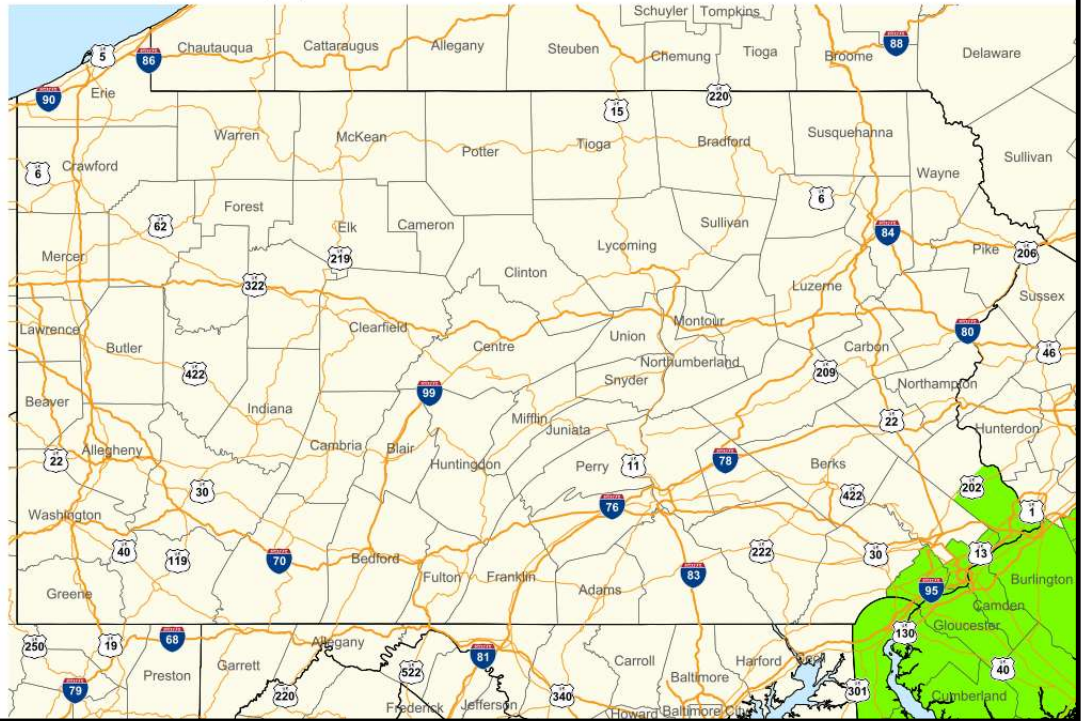 Schuyler Tompkins
Chautauqua Cattaraugus Allegany Steuben Chemung Tioga Broome Delaware
5 86 88
90 Erie
15 220
Warren McKean Potter Tioga Bradford Susquehanna
Crawford Wayne Sullivan
6 6
Forest Elk Cameron Sullivan
62 84
Mercer 219 Lycoming Pike 206
322 Clinton Luzerne Sussex
Lawrence Clearfield Union Montour 80
Butler Centre Northumberland Carbon 46
422 Snyder 209
99 Northampton
Beaver Indiana Mifflin 22
Allegheny Cambria Blair Juniata Hunterdon
22 Huntingdon Perry 11 78 Berks
30 422 202
Washington 76 1
40 119 70 Bedford 222 30 13
Fulton Franklin 83 Burlington
Greene Adams 95 Camden
Gloucester
250 19 68 Allegany 130
Preston Garrett 81 Carroll Harford Cecil 40
79 220 522 340 Baltimore 301 Cumberland
Frederick Jefferson Howard Baltimore City